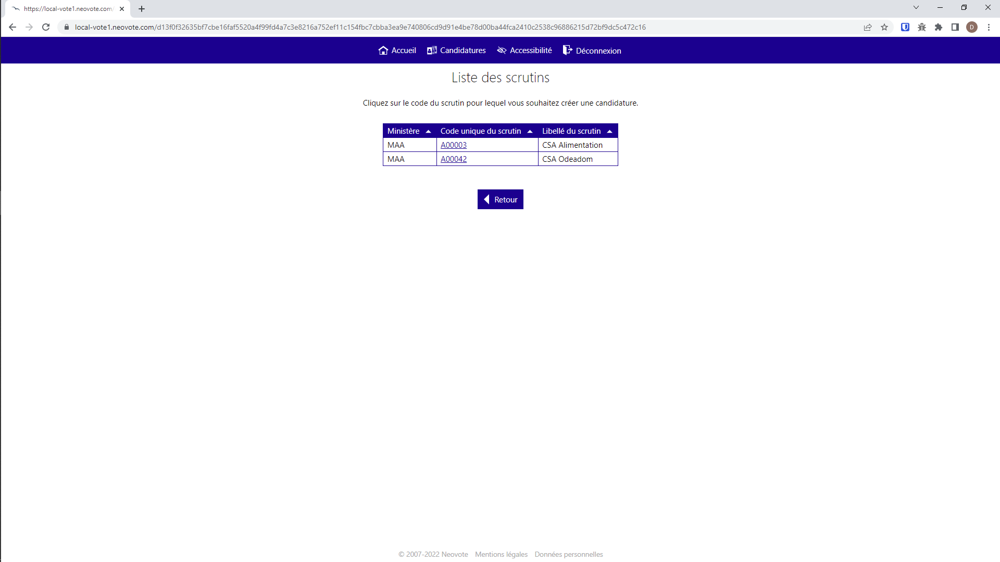 https://local-vote1.neovote.com/
local-vote1.neovote.com/d13f0f32635bf7cbe16faf5520a4f99fd4a7c3e8216a752ef11c154fbc7cbba3ea9e740806cd9d91e4be78d00ba44fca2410c2538c96886215d72bf9dc5c472c16
D
Accueil Candidatures Accessibilité Déconnexion
Liste des scrutins
Cliquez sur le code du scrutin pour lequel vous souhaitez créer une candidature.
Ministère Code unique du scrutin Libellé du scrutin
MAA A00003 CSA Alimentation
MAA A00042 CSA Odeadom
Retour
© 2007-2022 Neovote Mentions légales Données personnelles